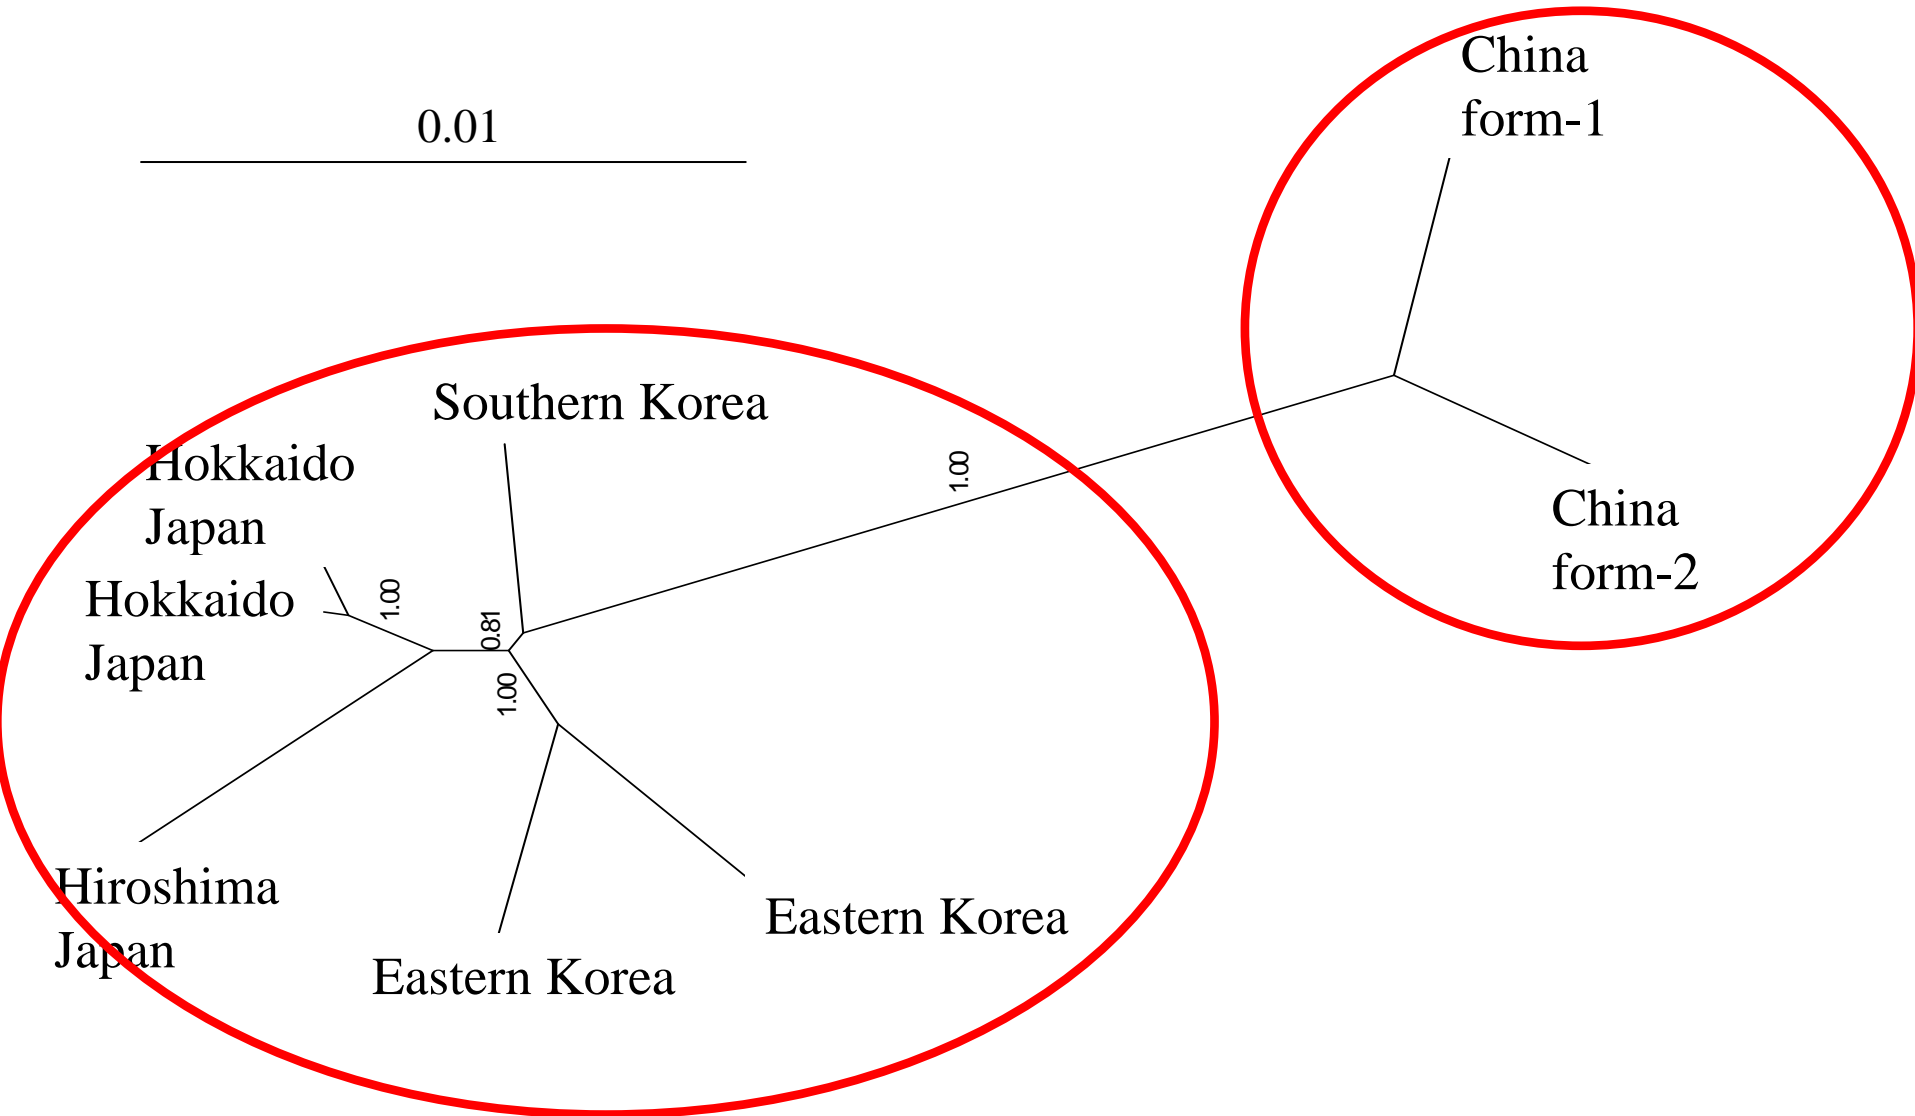 China
form-1
0.01
Southern Korea
Hokkaido
Japan
1.00
China
form-2
Hokkaido
Japan
1.00
0.81
1.00
Hiroshima
Japan
Eastern Korea
Eastern Korea